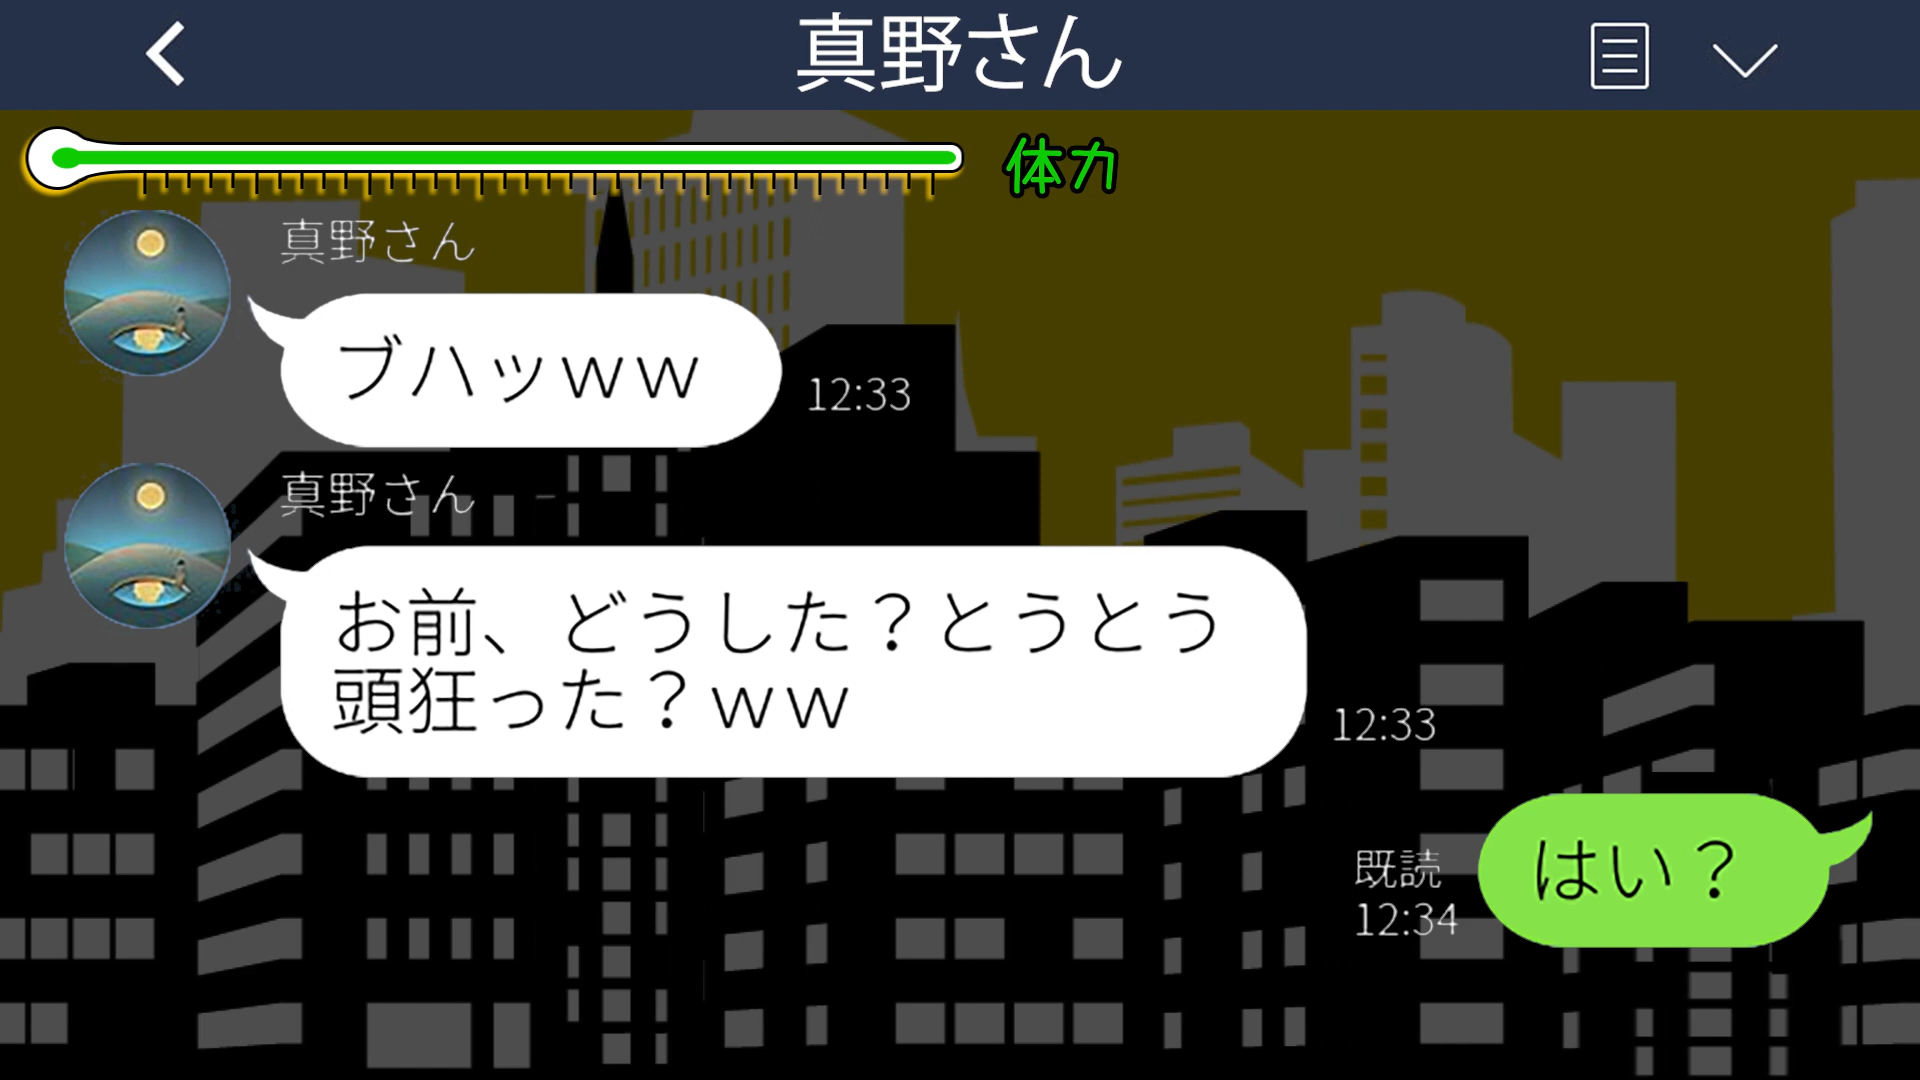 真野さん
体力
真野さん
ブハッｗｗ
12:33
真野さん
お前、どうした？とうとう
頭狂った？ｗｗ
12:33
はい？
既読
12:34